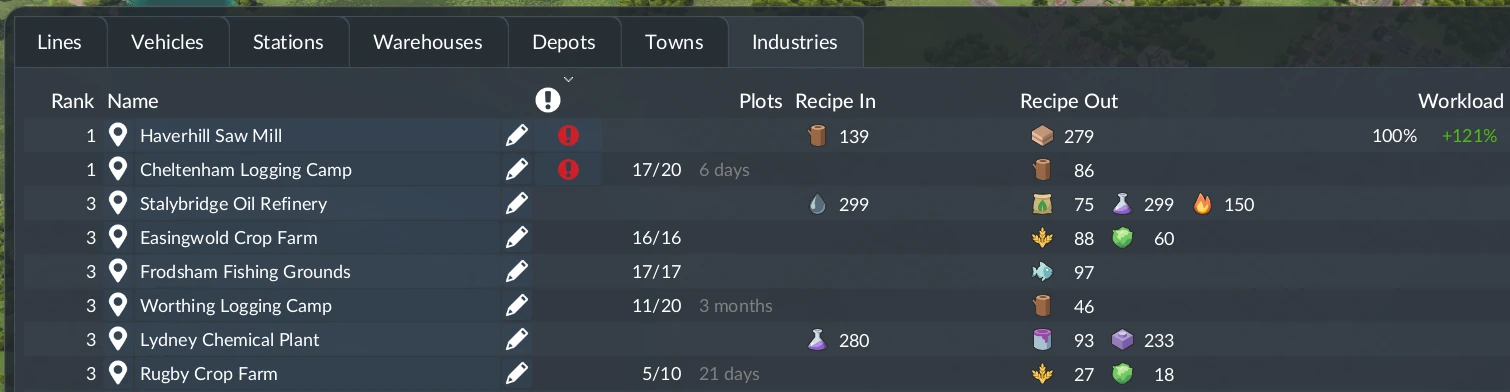 Lines Vehicles Stations Warehouses Depots Towns Industries
Rank Name Plots Recipe In Recipe Out Workload
1 Haverhill Saw Mill 139 279 100% +121%
1 Cheltenham Logging Camp 17/20 6 days 86
3 Stalybridge Oil Refinery 299 75 299 150
3 Easingwold Crop Farm 16/16 88 60
3 Frodsham Fishing Grounds 17/17 97
3 Worthing Logging Camp 11/20 3 months 46
3 Lydney Chemical Plant 280 93 233
3 Rugby Crop Farm 5/10 21 days 27 18